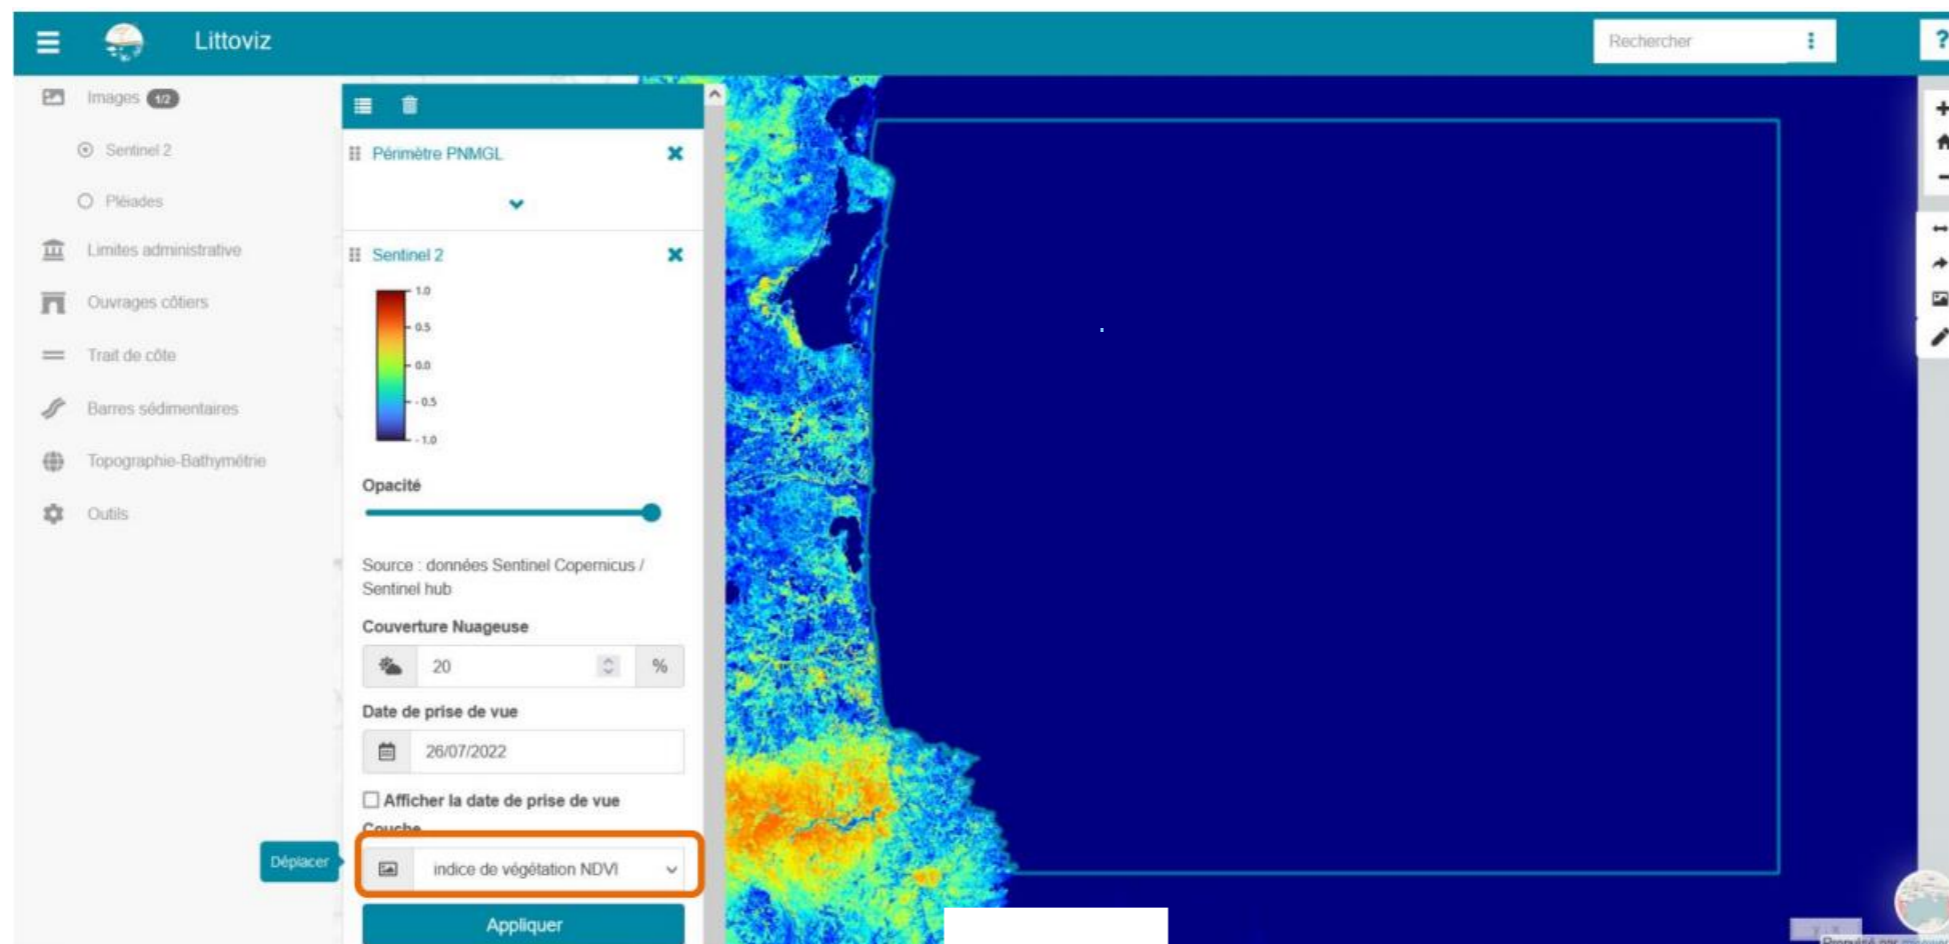 Littoviz
Rechercher
?
Images 1/2
Sentinel 2
Pléiades
Limites administrative
Ouvrages côtiers
Trait de côte
Barres sédimentaires
Topographie-Bathymétrie
Outils
Périmètre PNMGL
Sentinel 2
1.0
0.5
0.0
- 0.5
- 1.0
Opacité
Source : données Sentinel Copernicus /
Sentinel hub
Couverture Nuageuse
20 %
Date de prise de vue
26/07/2022
Afficher la date de prise de vue
Couche
Déplacer
indice de végétation NDVI
Appliquer
Propulsé par